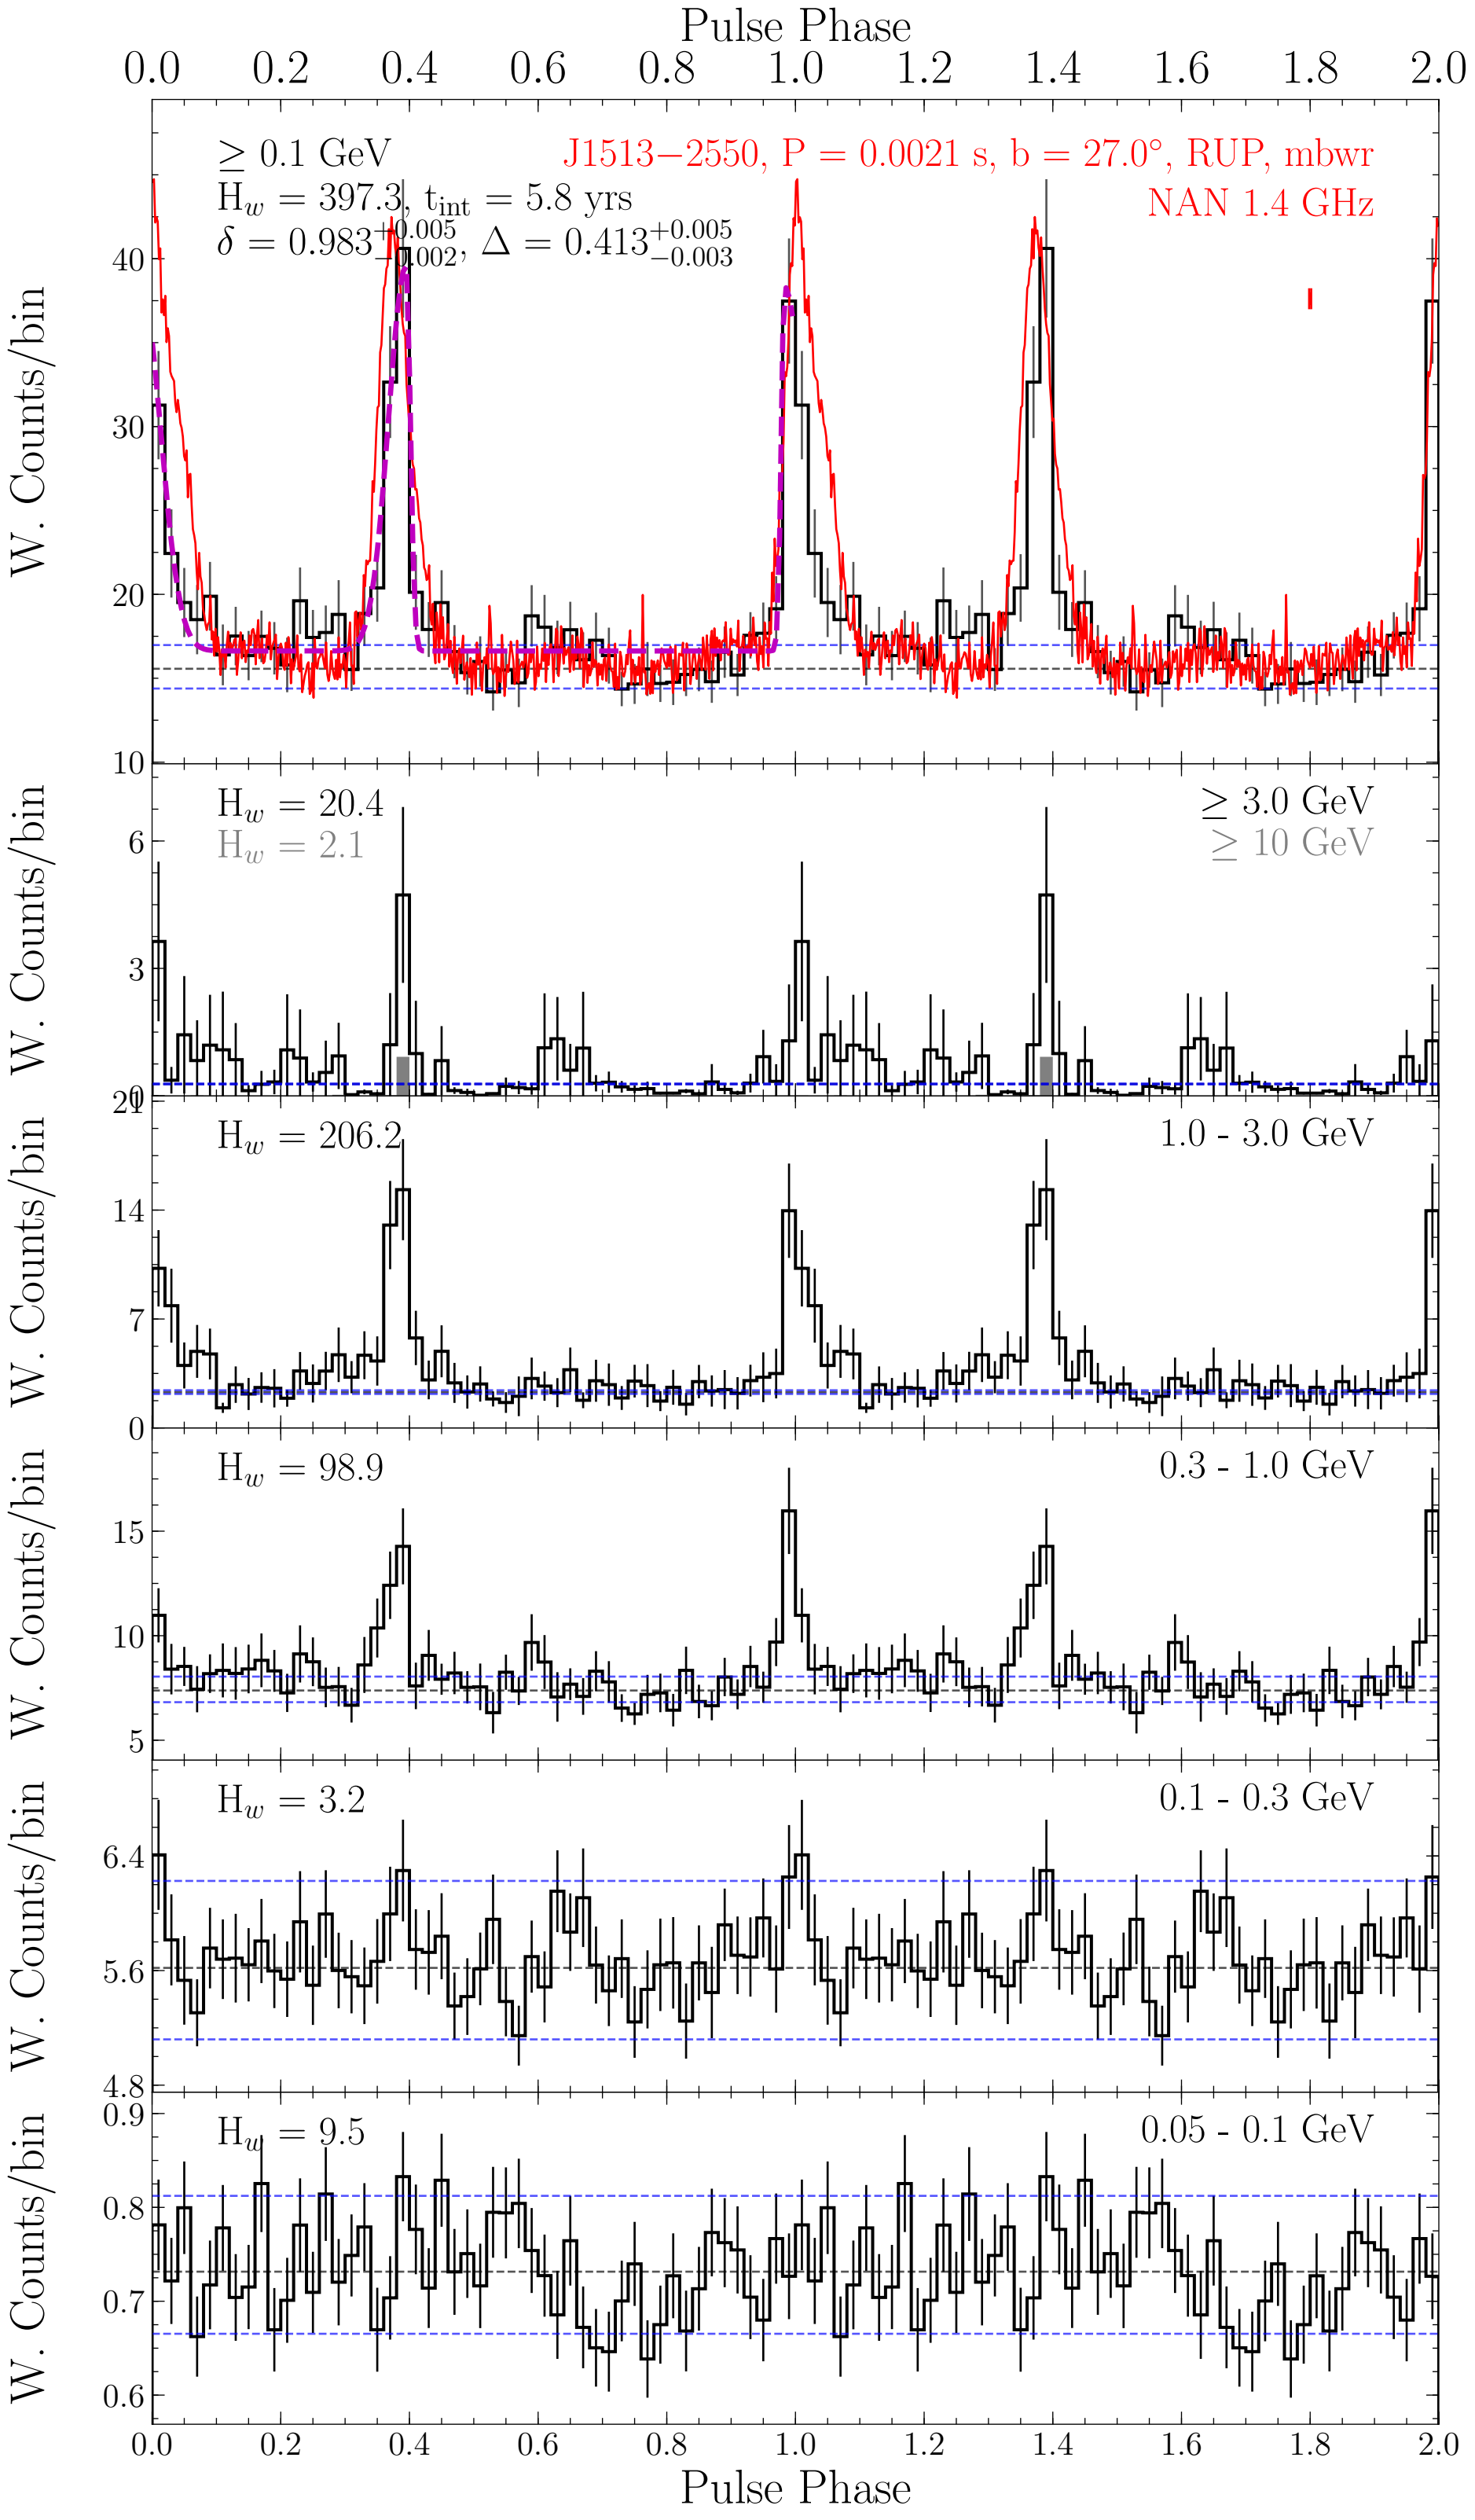 Pulse Phase
0.0 0.2 0.4 0.6 0.8 1.0 1.2 1.4 1.6 1.8 2.0
≥ 0.1 GeV
J1513−2550, P = 0.0021 s, b = 27.0°, RUP, mbwr
H_w = 397.3, t_int = 5.8 yrs
NAN 1.4 GHz
δ = 0.983^{+0.005}_{−0.002}, Δ = 0.413^{+0.005}_{−0.003}
W. Counts/bin
40
30
20
10
H_w = 20.4
≥ 3.0 GeV
H_w = 2.1
≥ 10 GeV
W. Counts/bin
6
3
0
H_w = 206.2
1.0 - 3.0 GeV
W. Counts/bin
21
14
7
0
H_w = 98.9
0.3 - 1.0 GeV
W. Counts/bin
20
15
10
5
H_w = 3.2
0.1 - 0.3 GeV
W. Counts/bin
6.4
5.6
4.8
H_w = 9.5
0.05 - 0.1 GeV
W. Counts/bin
0.9
0.8
0.7
0.6
0.0 0.2 0.4 0.6 0.8 1.0 1.2 1.4 1.6 1.8 2.0
Pulse Phase